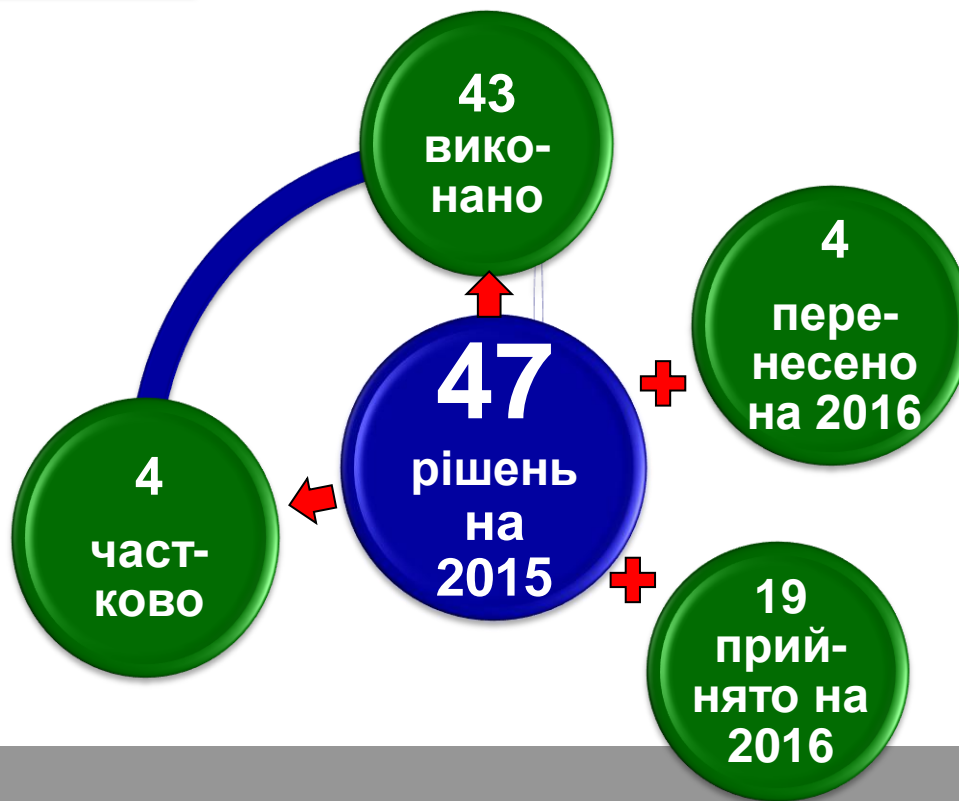 43
вико-
нано
4
пере-
несено
на 2016
47
рішень
на
2015
4
част-
ково
19
прий-
нято на
2016